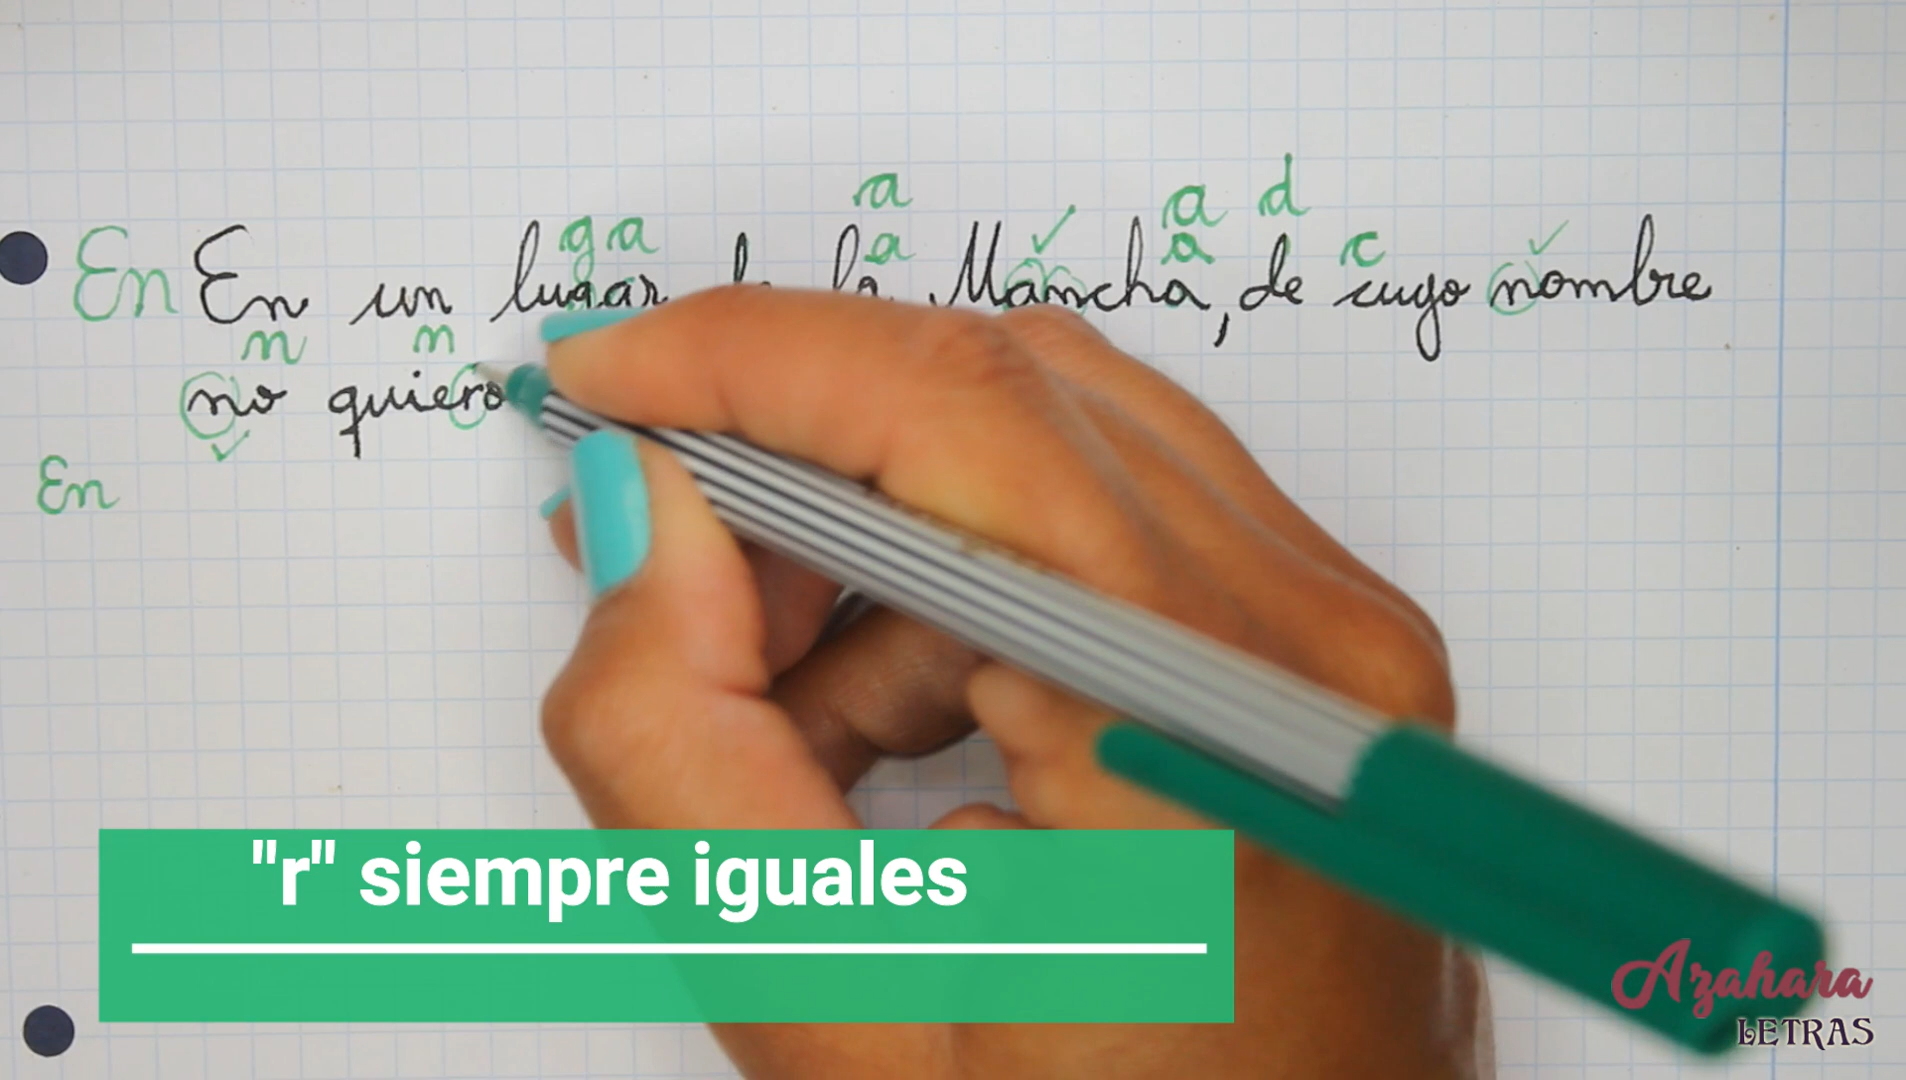 a
a d
g a a a c
En En un lugar la Mancha, de cuyo nombre
n n
no quiero
En
"r" siempre iguales
Azahara
LETRAS